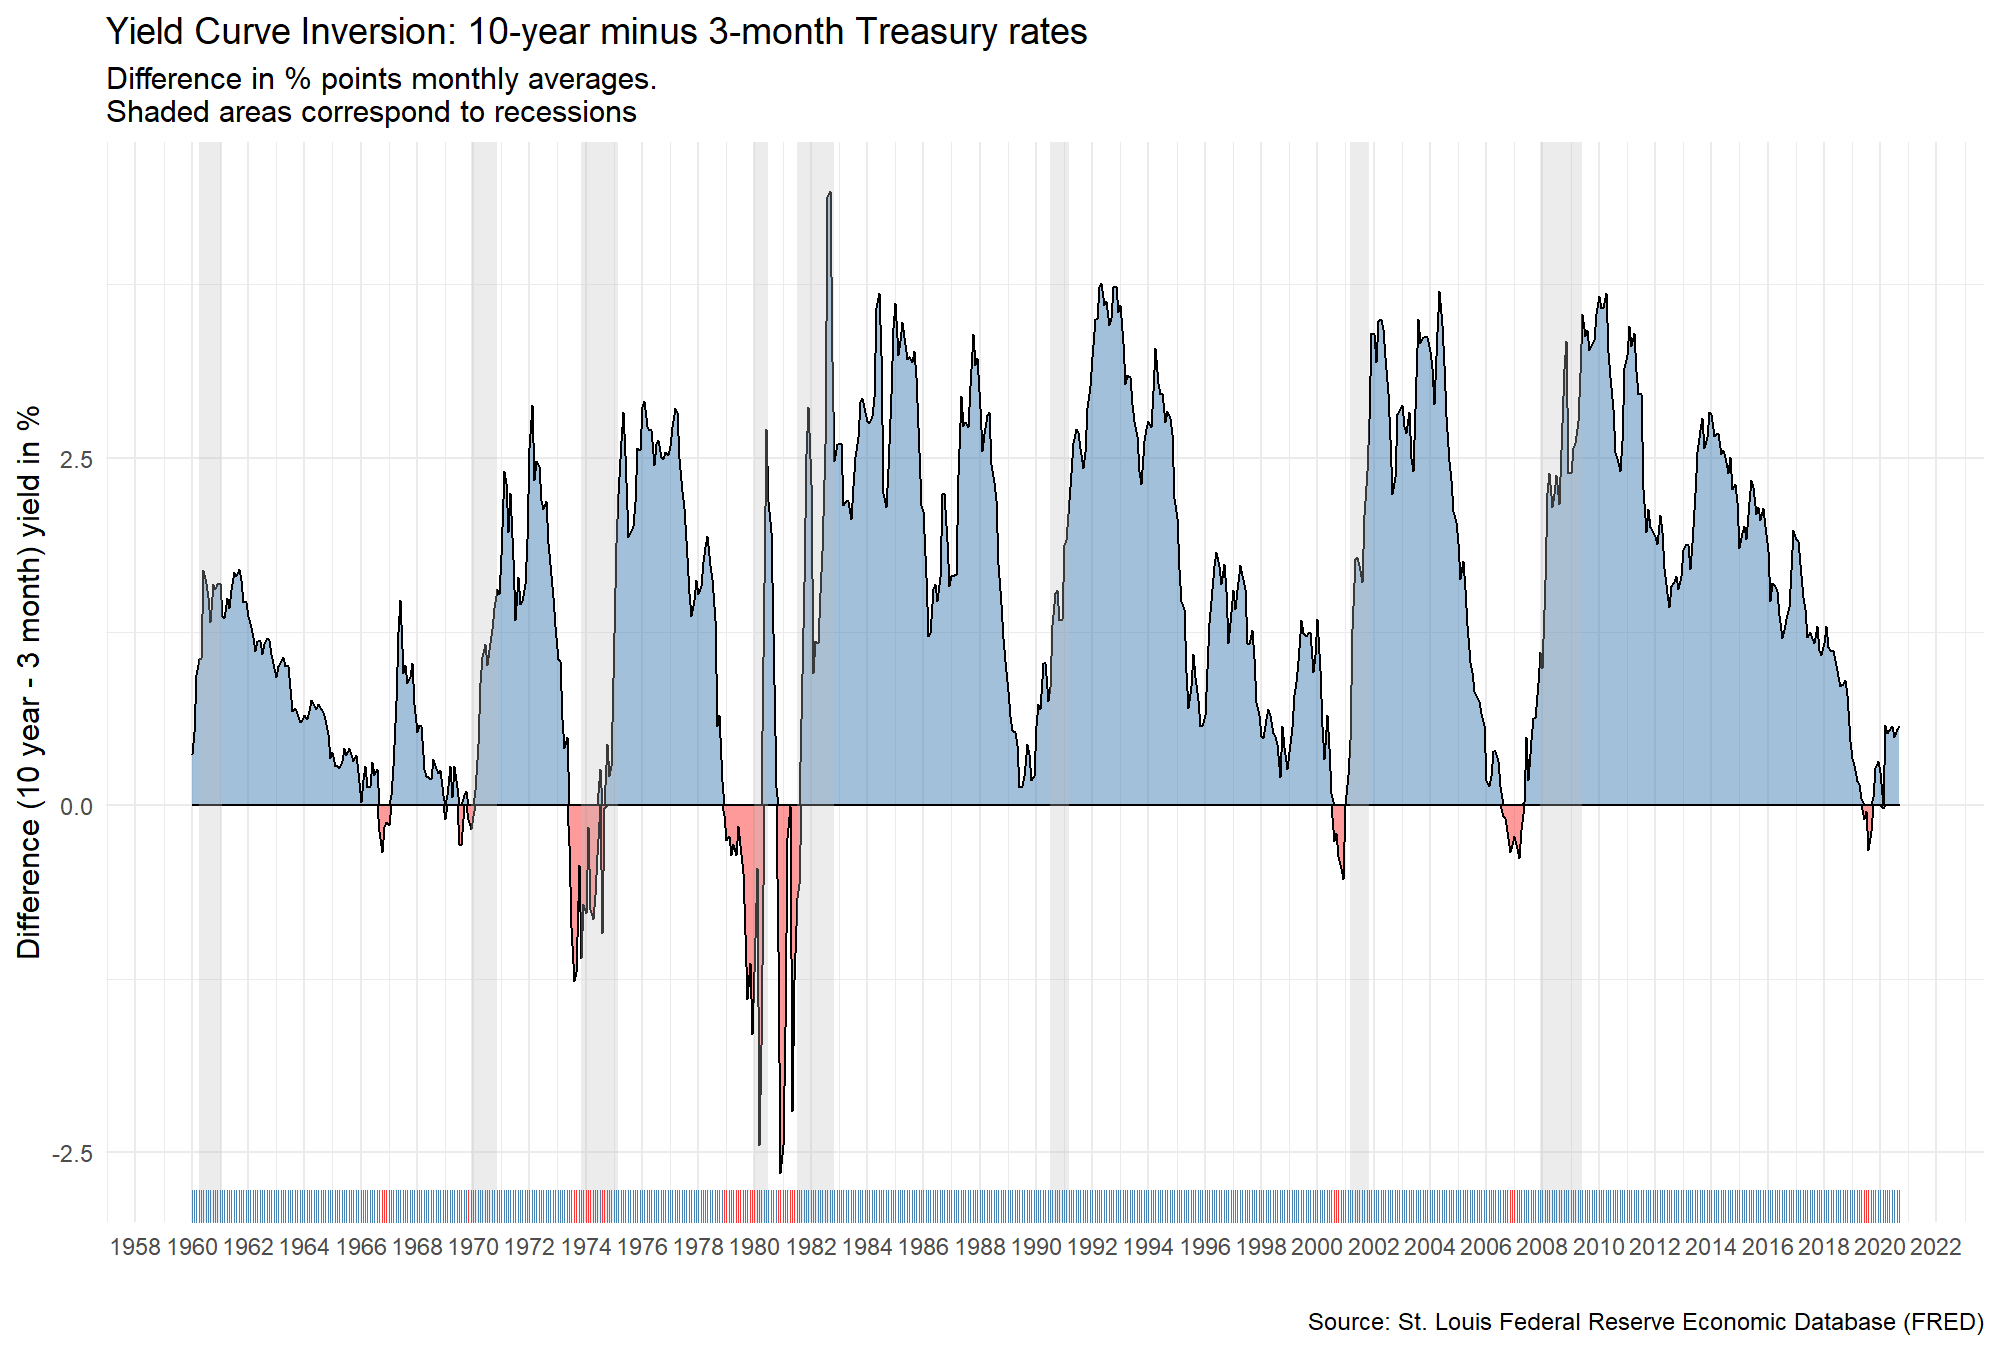 Yield Curve Inversion: 10-year minus 3-month Treasury rates
Difference in % points monthly averages.
Shaded areas correspond to recessions
Difference (10 year - 3 month) yield in %
2.5
0.0
-2.5
1958 1960 1962 1964 1966 1968 1970 1972 1974 1976 1978 1980 1982 1984 1986 1988 1990 1992 1994 1996 1998 2000 2002 2004 2006 2008 2010 2012 2014 2016 2018 2020 2022
Source: St. Louis Federal Reserve Economic Database (FRED)